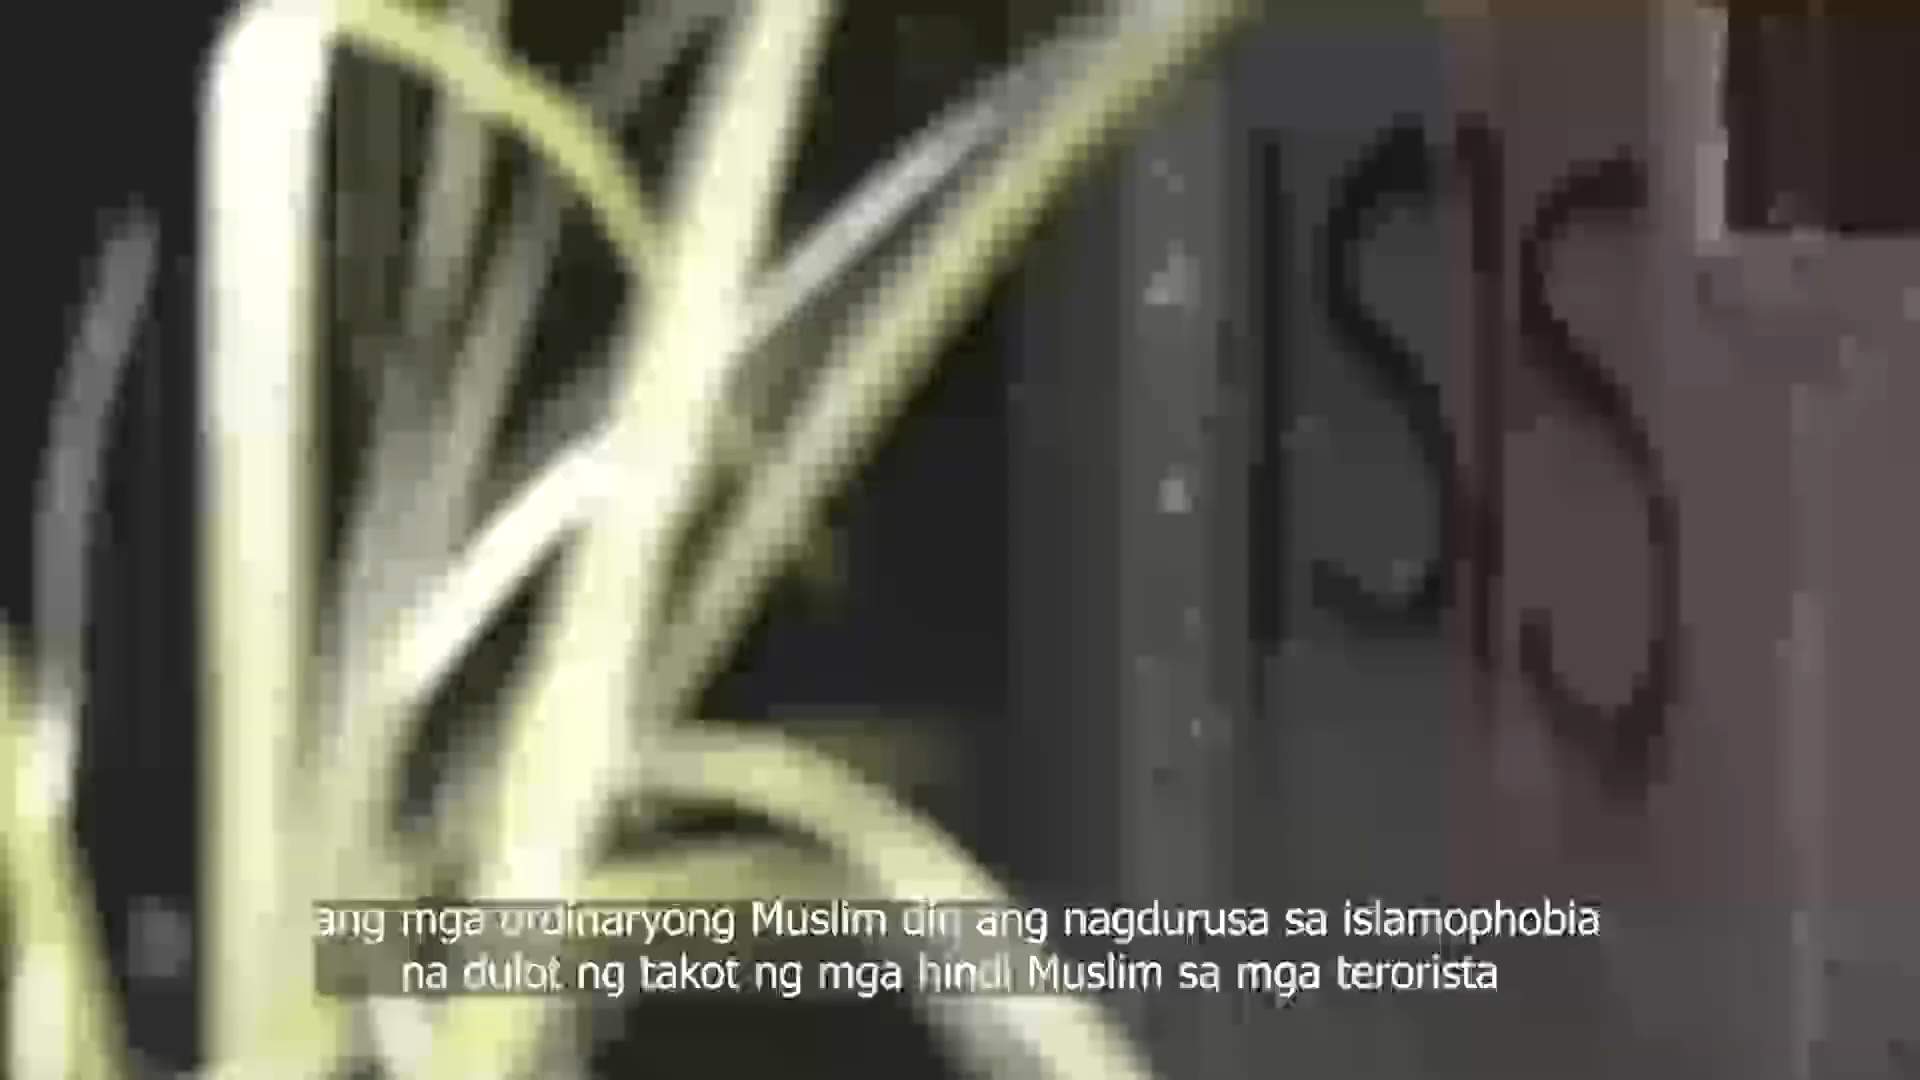 ISIS
ang mga ordinaryong Muslim din ang nagdurusa sa islamophobia
na dulot ng takot ng mga hindi Muslim sa mga terorista